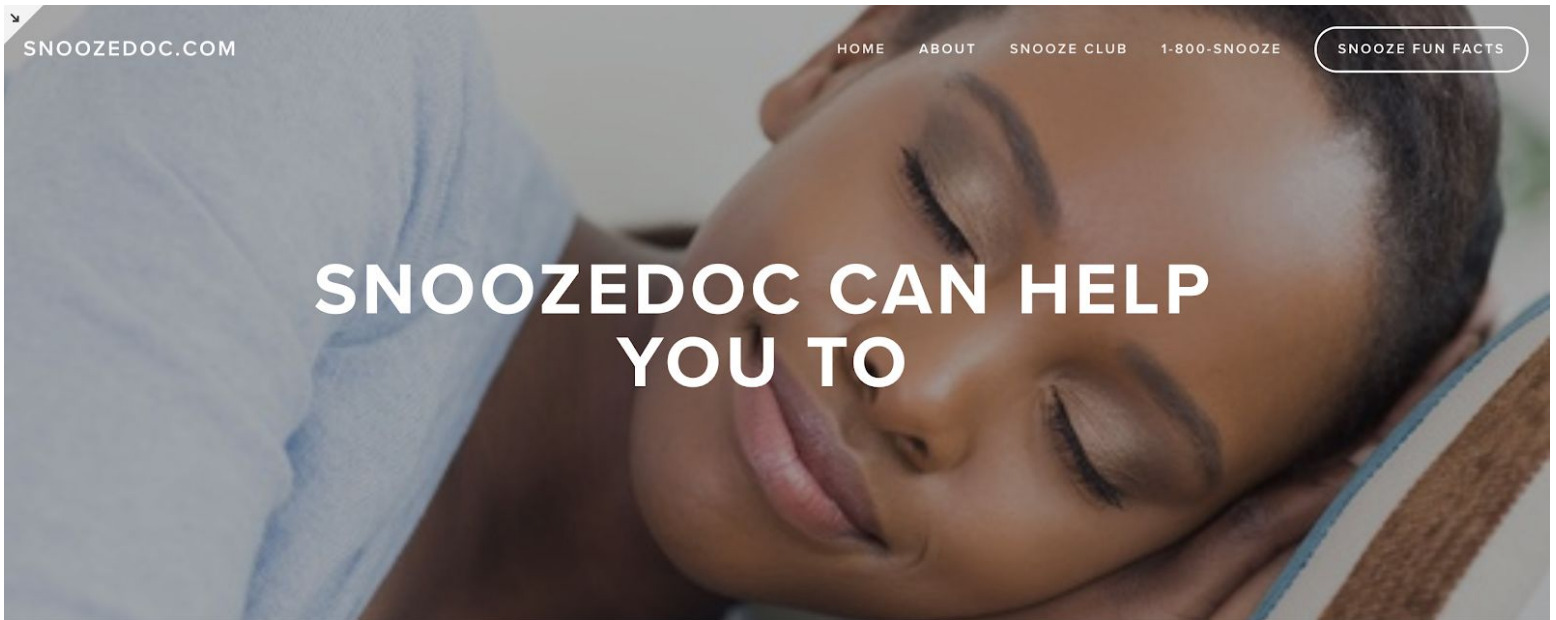 SNOOZEDOC.COM
HOME ABOUT SNOOZE CLUB 1-800-SNOOZE SNOOZE FUN FACTS
SNOOZEDOC CAN HELP
YOU TO